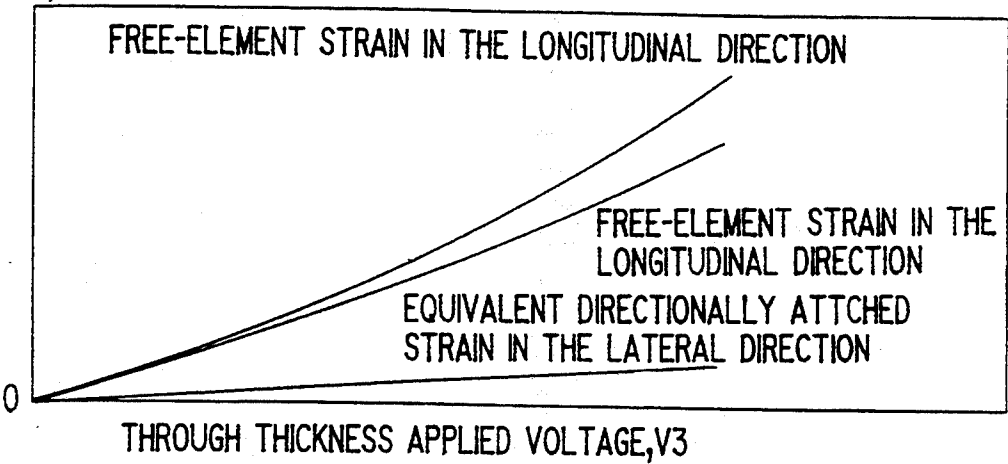 FREE-ELEMENT STRAIN IN THE LONGITUDINAL DIRECTION
FREE-ELEMENT STRAIN IN THE
LONGITUDINAL DIRECTION
EQUIVALENT DIRECTIONALLY ATTCHED
STRAIN IN THE LATERAL DIRECTION
0
THROUGH THICKNESS APPLIED VOLTAGE,V3